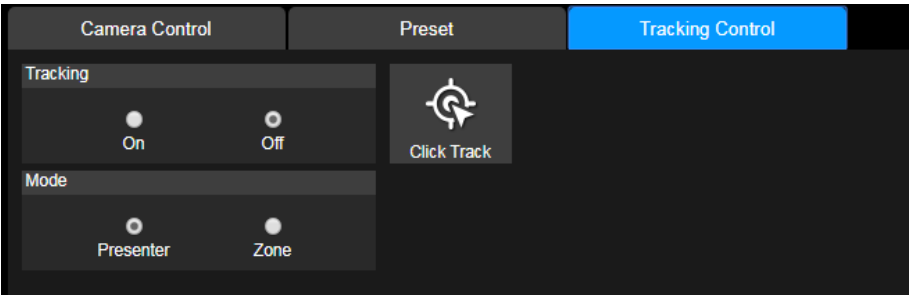 Camera Control
Preset
Tracking Control
Tracking
On
Off
Click Track
Mode
Presenter
Zone